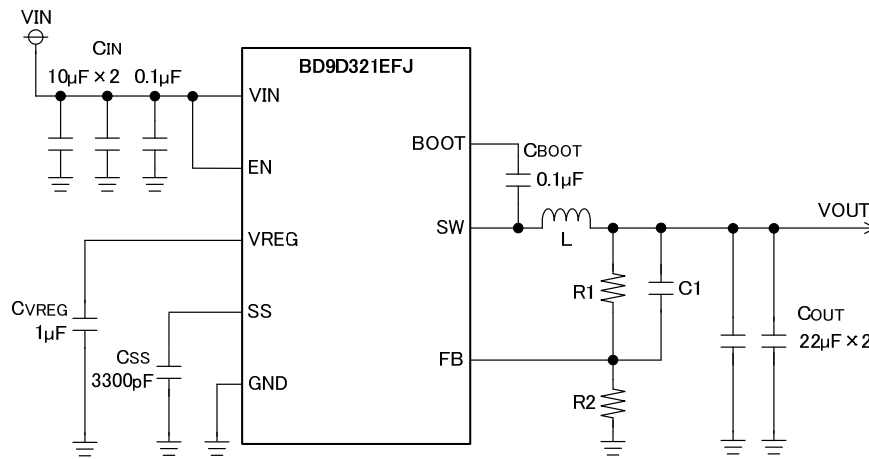 VIN
CIN
10µF×2 0.1µF
BD9D321EFJ
VIN
EN
VREG
SS
GND
BOOT
SW
FB
CVREG
1µF
CSS
3300pF
CBOOT
0.1µF
L
VOUT
R1
C1
R2
COUT
22µF×2